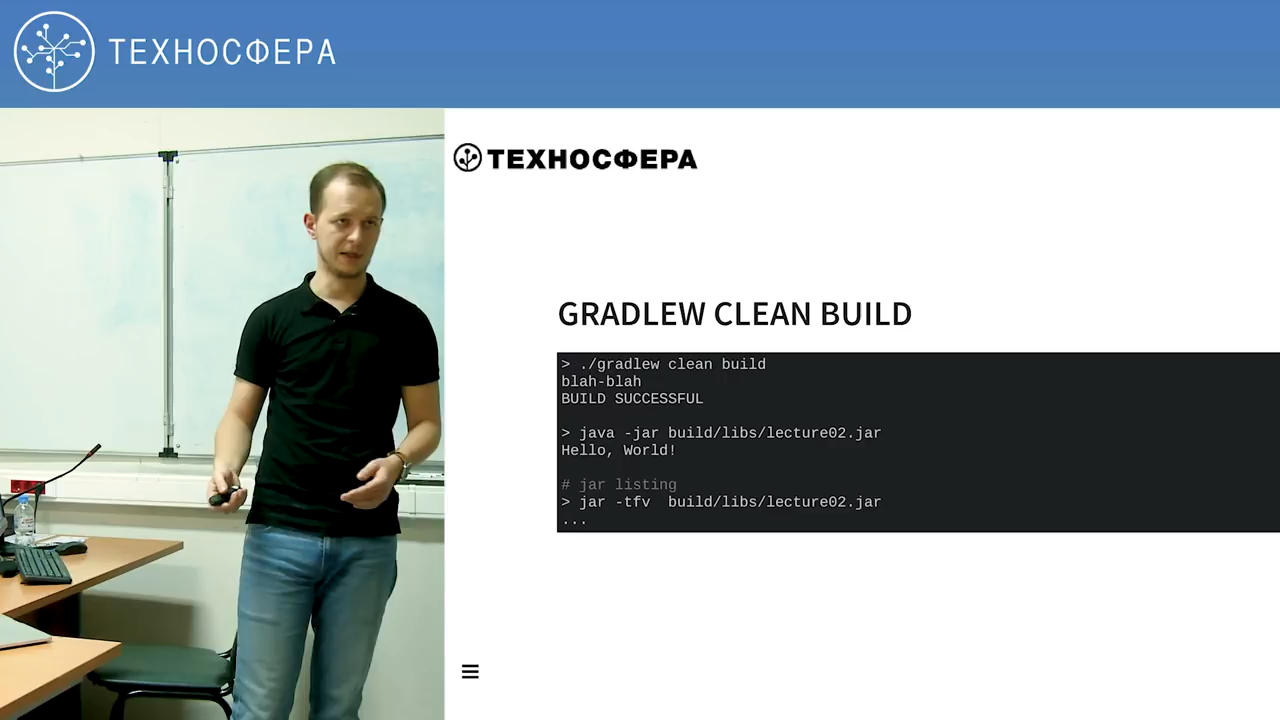 ТЕХНОСФЕРА
ТЕХНОСФЕРА
GRADLEW CLEAN BUILD
> ./gradlew clean build
blah-blah
BUILD SUCCESSFUL
> java -jar build/libs/lecture02.jar
Hello, World!
# jar listing
> jar -tfv  build/libs/lecture02.jar
...